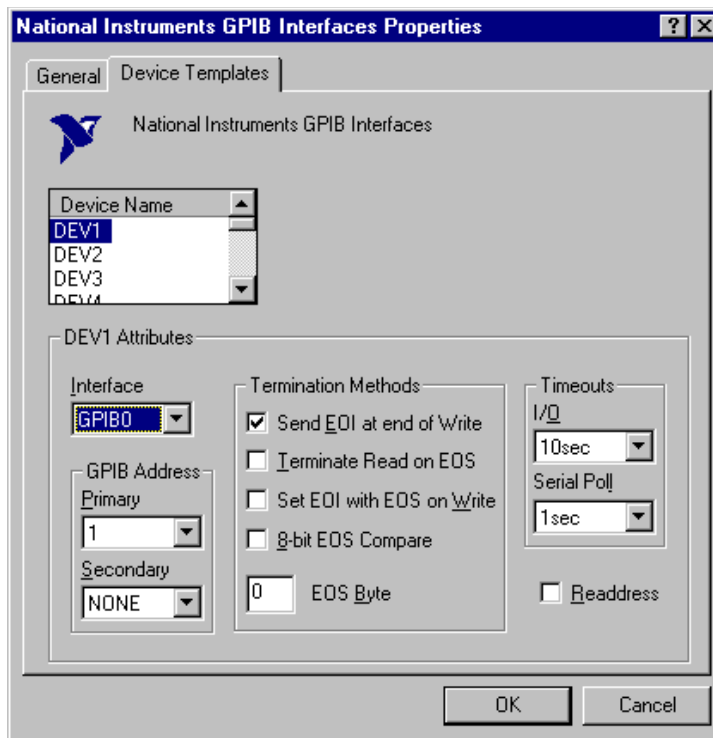 National Instruments GPIB Interfaces Properties
General
Device Templates
National Instruments GPIB Interfaces
Device Name
DEV1
DEV2
DEV3
DEV4
DEV1 Attributes
Interface
GPIB0
GPIB Address
Primary
1
Secondary
NONE
Termination Methods
Send EOI at end of Write
Terminate Read on EOS
Set EOI with EOS on Write
8-bit EOS Compare
0 EOS Byte
Timeouts
I/O
10sec
Serial Poll
1sec
Readdress
OK
Cancel